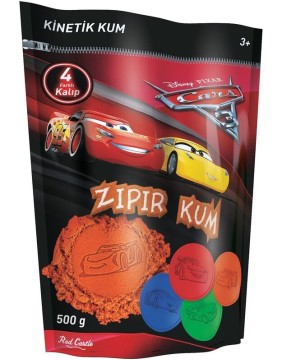 KİNETİK KUM
3+
4
Farklı
Kalıp
Disney PIXAR
Cars
3
ZIPIR KUM
500 g
Red Castle